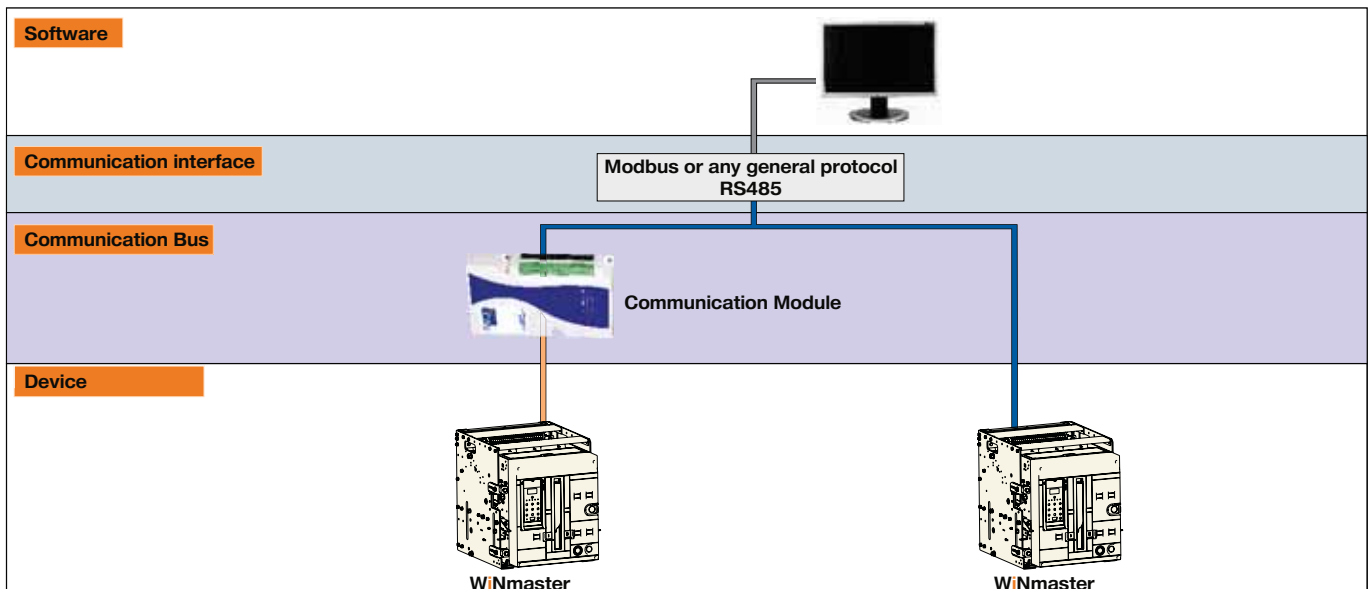 Software
Communication interface
Modbus or any general protocol
RS485
Communication Bus
Communication Module
Device
WiNmaster
WiNmaster